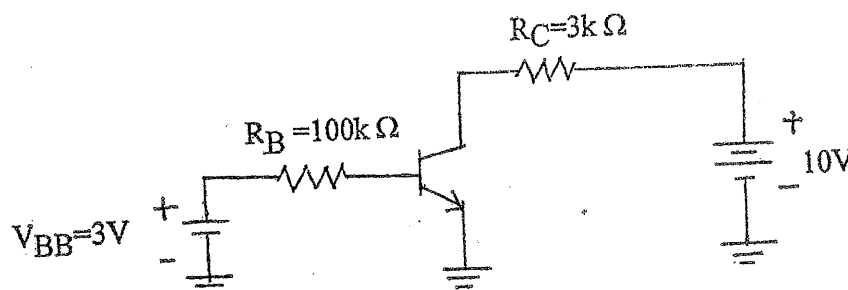 R_C=3k Ω
R_B =100k Ω
+
10V
-
+
V_BB=3V
-